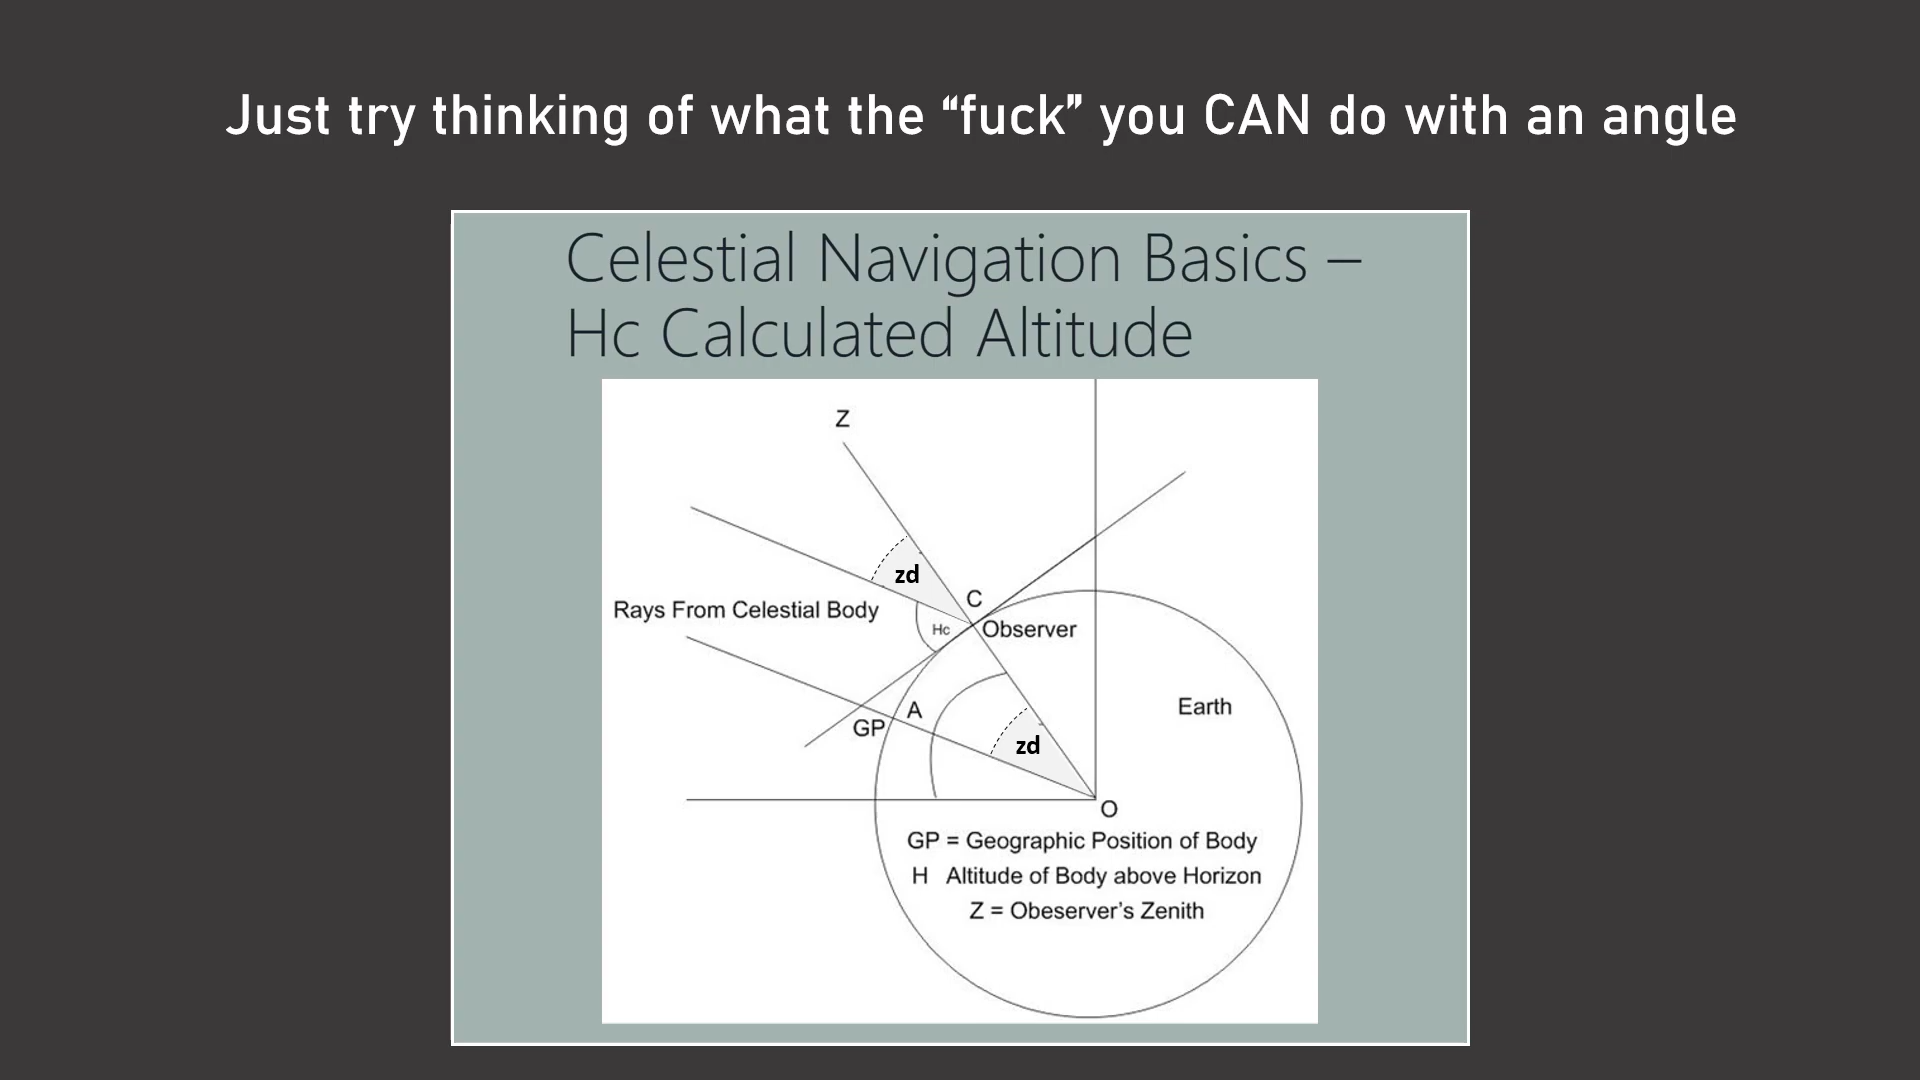 Just try thinking of what the “fuck” you CAN do with an angle
Celestial Navigation Basics –
Hc Calculated Altitude
Z
zd
C
Rays From Celestial Body
Hc
Observer
A
GP
Earth
zd
O
GP = Geographic Position of Body
H Altitude of Body above Horizon
Z = Obeserver’s Zenith